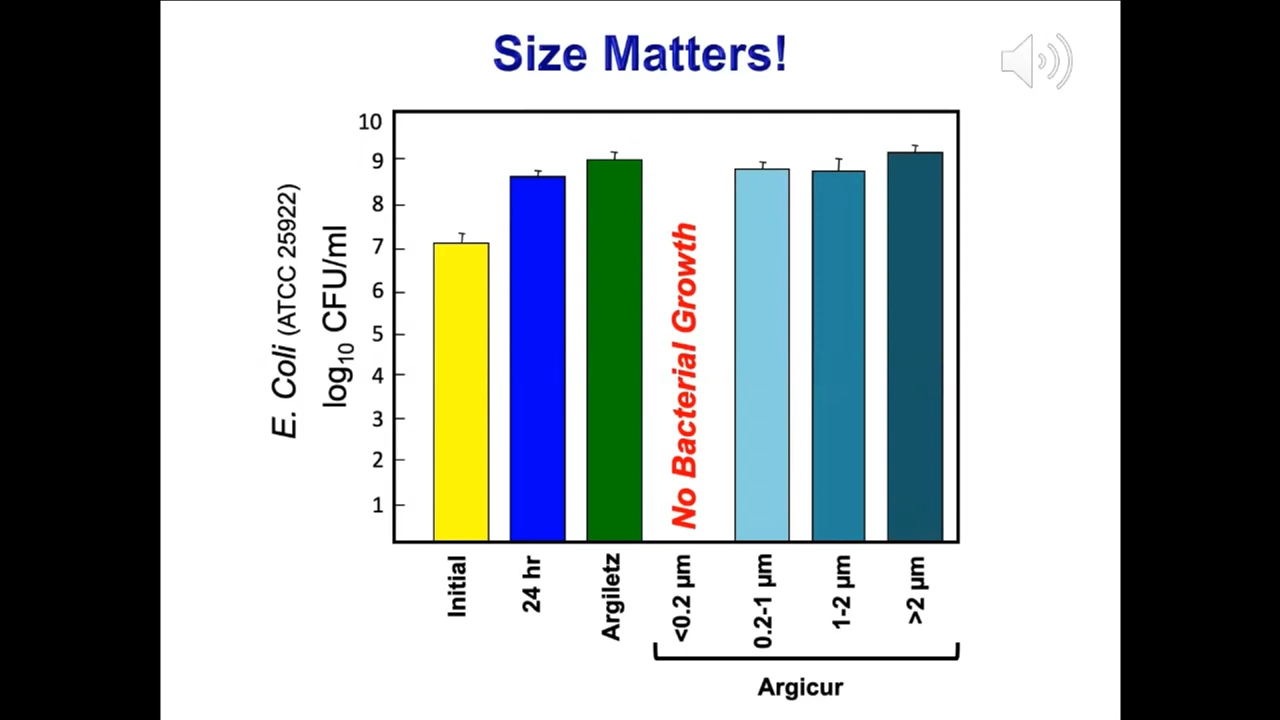 Size Matters!
E. Coli (ATCC 25922)
log10 CFU/ml
10
9
8
7
6
5
4
3
2
1
No Bacterial Growth
Initial
24 hr
Argiletz
<0.2 µm
0.2-1 µm
1-2 µm
>2 µm
Argicur